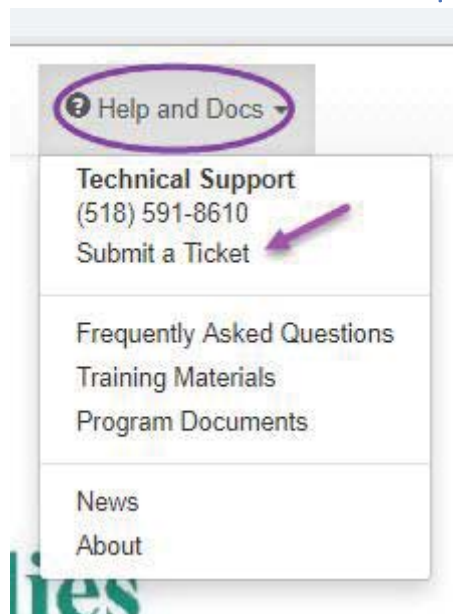 Help and Docs
Technical Support
(518) 591-8610
Submit a Ticket
Frequently Asked Questions
Training Materials
Program Documents
News
About